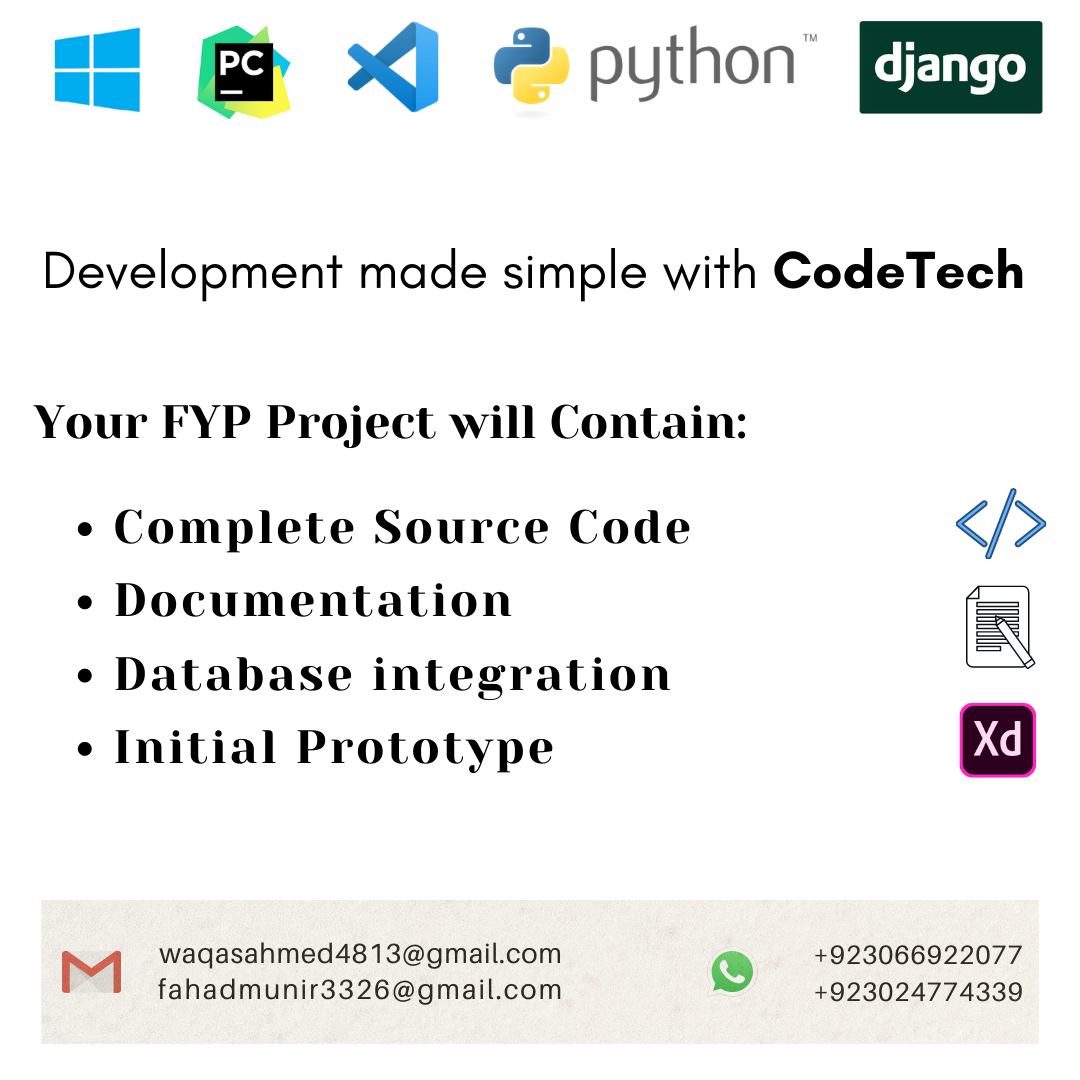 PC
python™
django
Development made simple with CodeTech
Your FYP Project will Contain:
• Complete Source Code
• Documentation
• Database integration
• Initial Prototype
</>
Xd
waqasahmed4813@gmail.com
fahadmunir3326@gmail.com
+923066922077
+923024774339